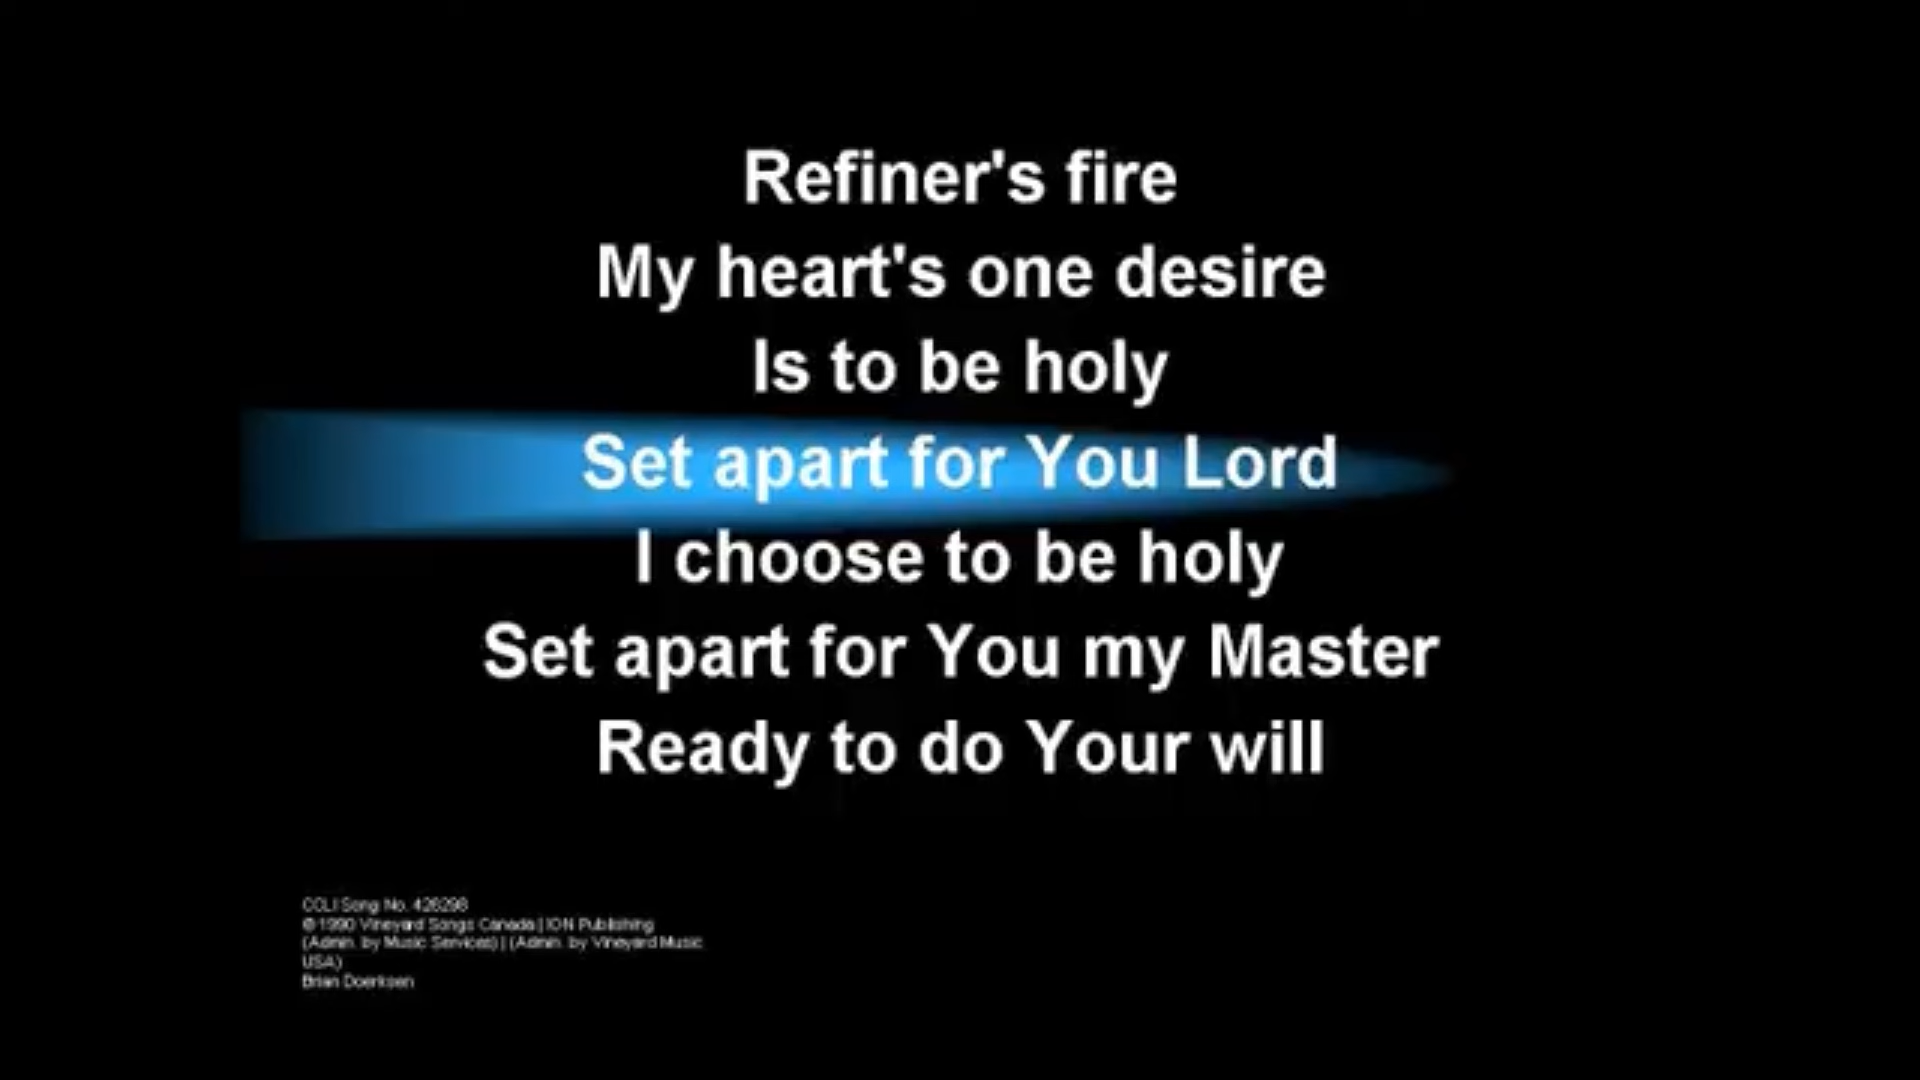 Refiner's fire
My heart's one desire
Is to be holy
Set apart for You Lord
I choose to be holy
Set apart for You my Master
Ready to do Your will
CCLI Song No. 426298
© 1990 Vineyard Songs Canada | ION Publishing
(Admin. by Music Services) | (Admin. by Vineyard Music
USA)
Brian Doerksen